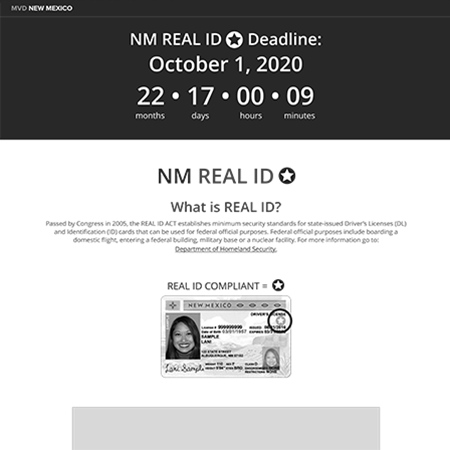 MVD NEW MEXICO
NM REAL ID Deadline:
October 1, 2020
22 • 17 • 00 • 09
months days hours minutes
NM REAL ID
What is REAL ID?
Passed by Congress in 2005, the REAL ID ACT establishes minimum security standards for state-issued Driver's Licenses (DL)
and Identification (ID) cards that can be used for federal official purposes. Federal official purposes include boarding a
domestic flight, entering a federal building, military base or a nuclear facility. For more information go to:
Department of Homeland Security.
REAL ID COMPLIANT =
NEW MEXICO
DRIVER'S LICENSE
LICENSE # 999999999
Date of Birth 03/01/1957
SAMPLE
LANI
123 STATE STREET
Lani Sample